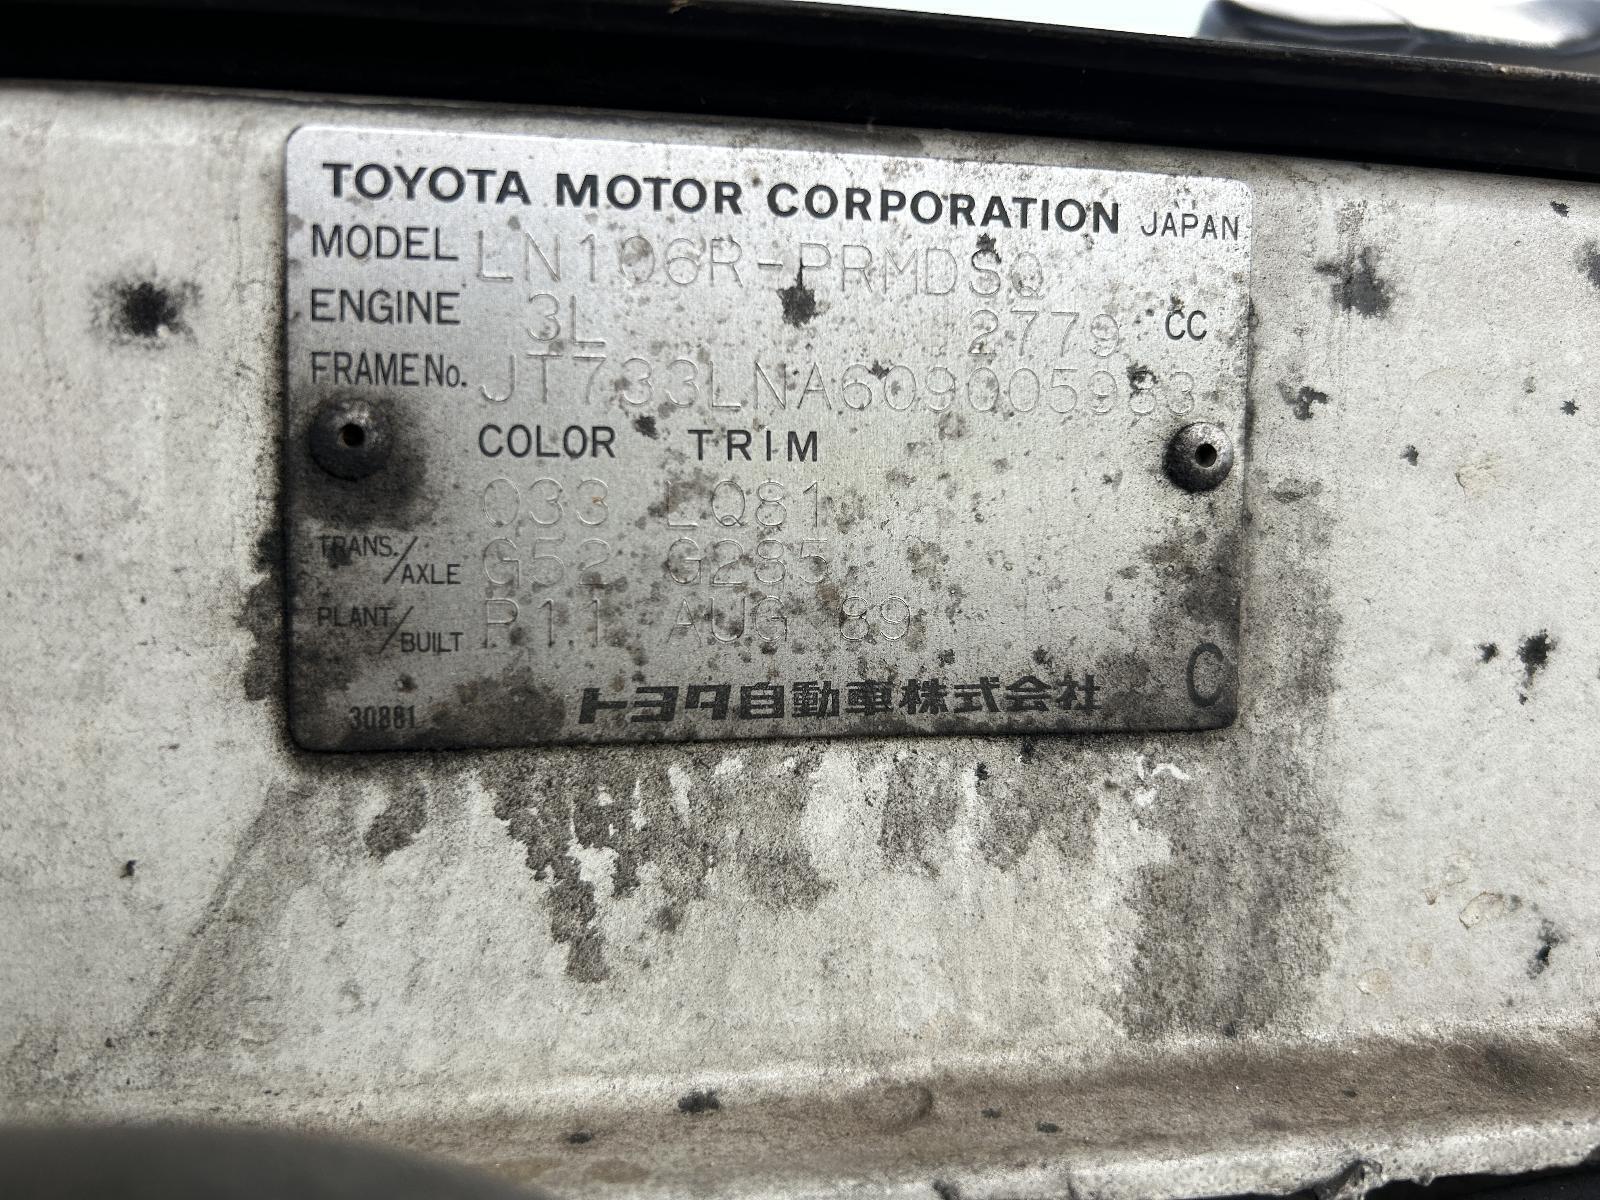 TOYOTA MOTOR CORPORATION JAPAN
MODEL LN106R-PRMDSQ
ENGINE 3L 2779 CC
FRAME No. JT733LNA609005983
COLOR TRIM
033 LQ81
TRANS./AXLE G52 G285
PLANT/BUILT P11 AUG 89
30881 トヨタ自動車株式会社 C